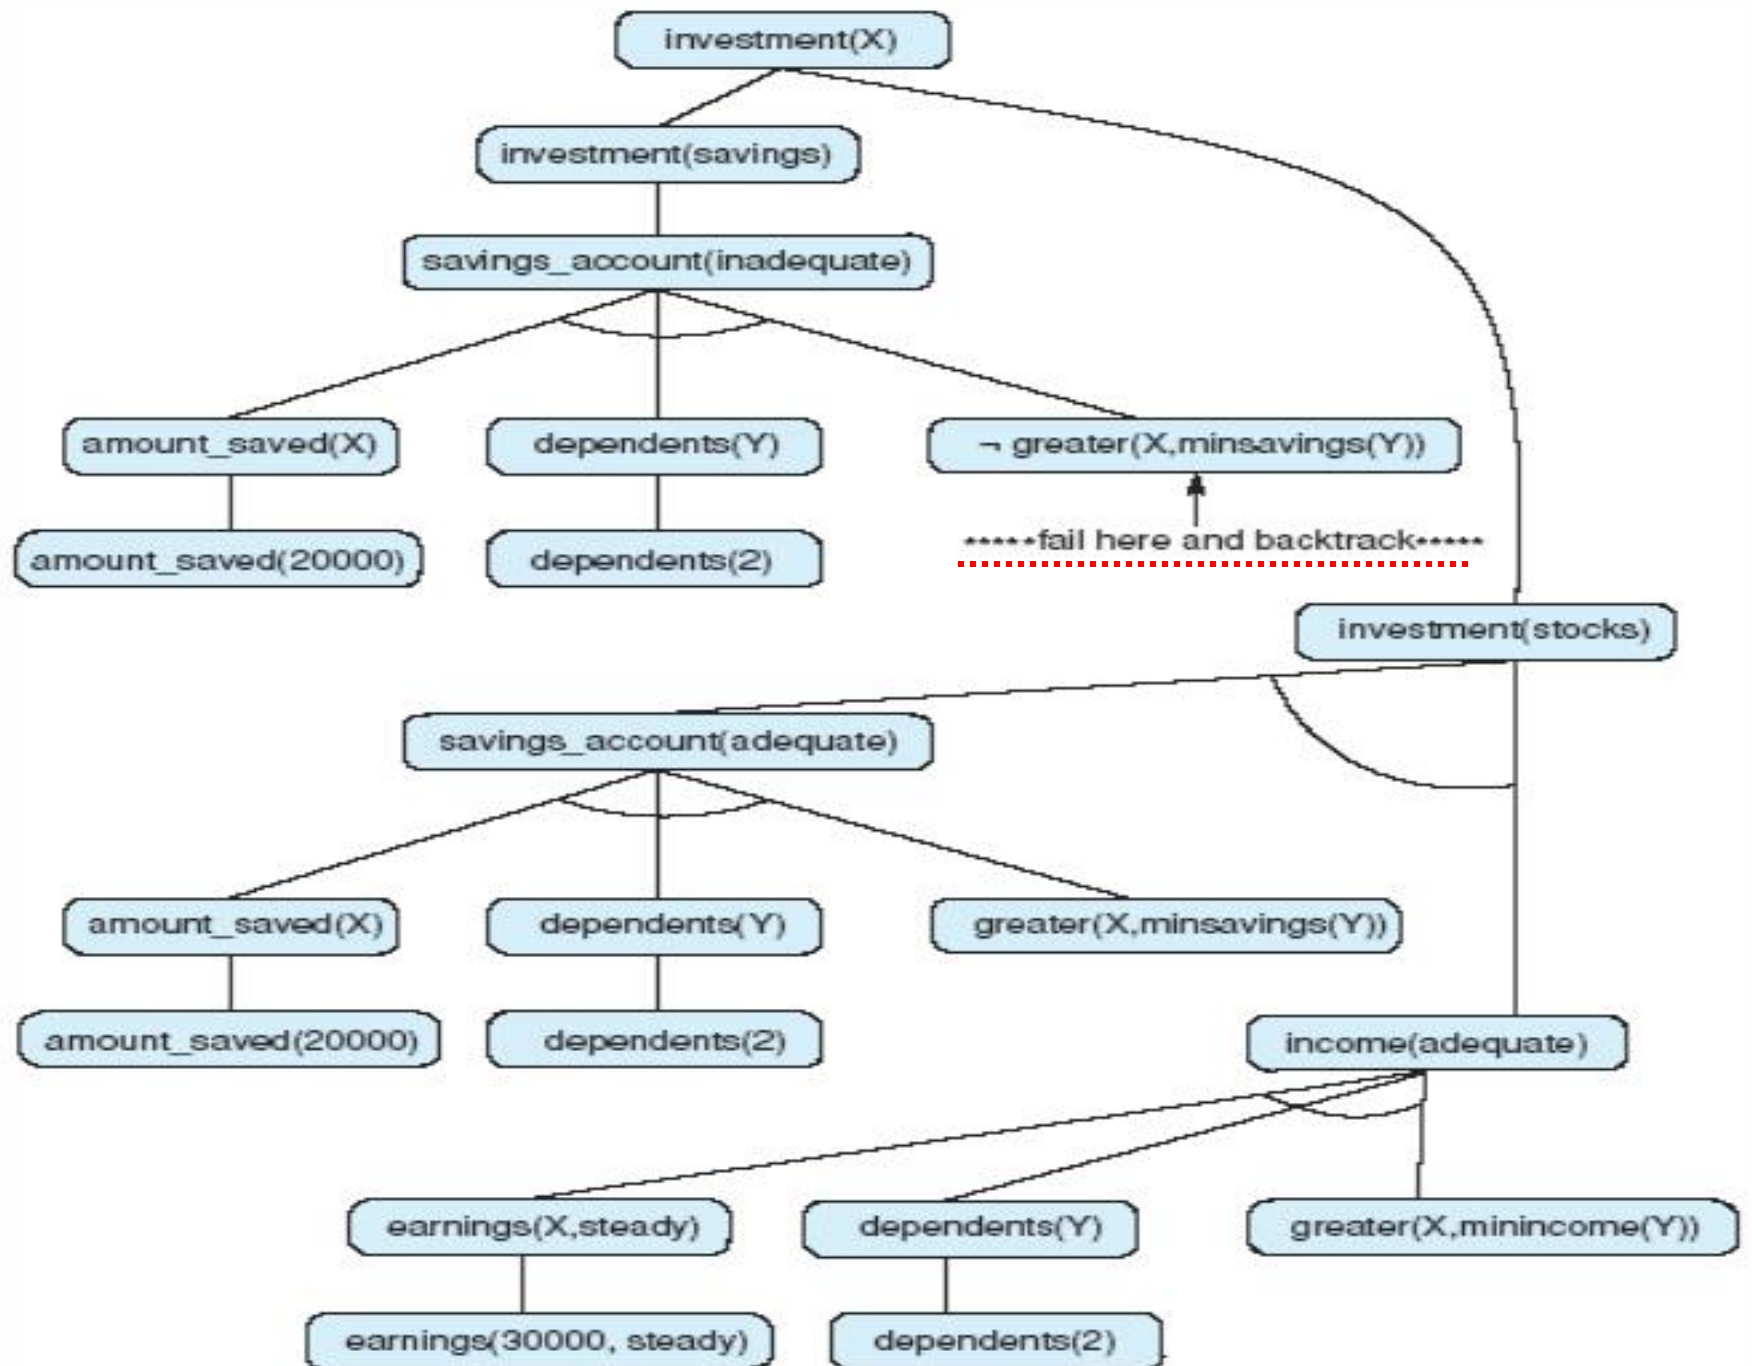 investment(X)
investment(savings)
savings_account(inadequate)
amount_saved(X)
dependents(Y)
¬ greater(X,minsavings(Y))
amount_saved(20000)
dependents(2)
*****fail here and backtrack*****
investment(stocks)
savings_account(adequate)
amount_saved(X)
dependents(Y)
greater(X,minsavings(Y))
amount_saved(20000)
dependents(2)
income(adequate)
earnings(X,steady)
dependents(Y)
greater(X,minincome(Y))
earnings(30000, steady)
dependents(2)